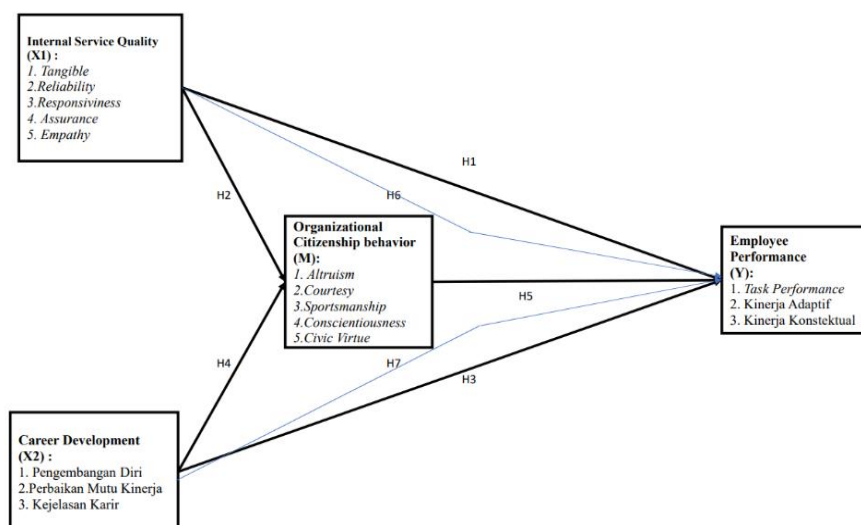 Internal Service Quality
(X1) :
1. Tangible
2.Reliability
3.Responsiviness
4. Assurance
5. Empathy
H1
H2
H6
Organizational
Citizenship behavior
(M):
1. Altruism
2.Courtesy
3.Sportsmanship
4.Conscientiousness
5.Civic Virtue
Employee
Performance
(Y):
1. Task Performance
2. Kinerja Adaptif
3. Kinerja Konstektual
H5
H4
H7
H3
Career Development
(X2) :
1. Pengembangan Diri
2.Perbaikan Mutu Kinerja
3. Kejelasan Karir